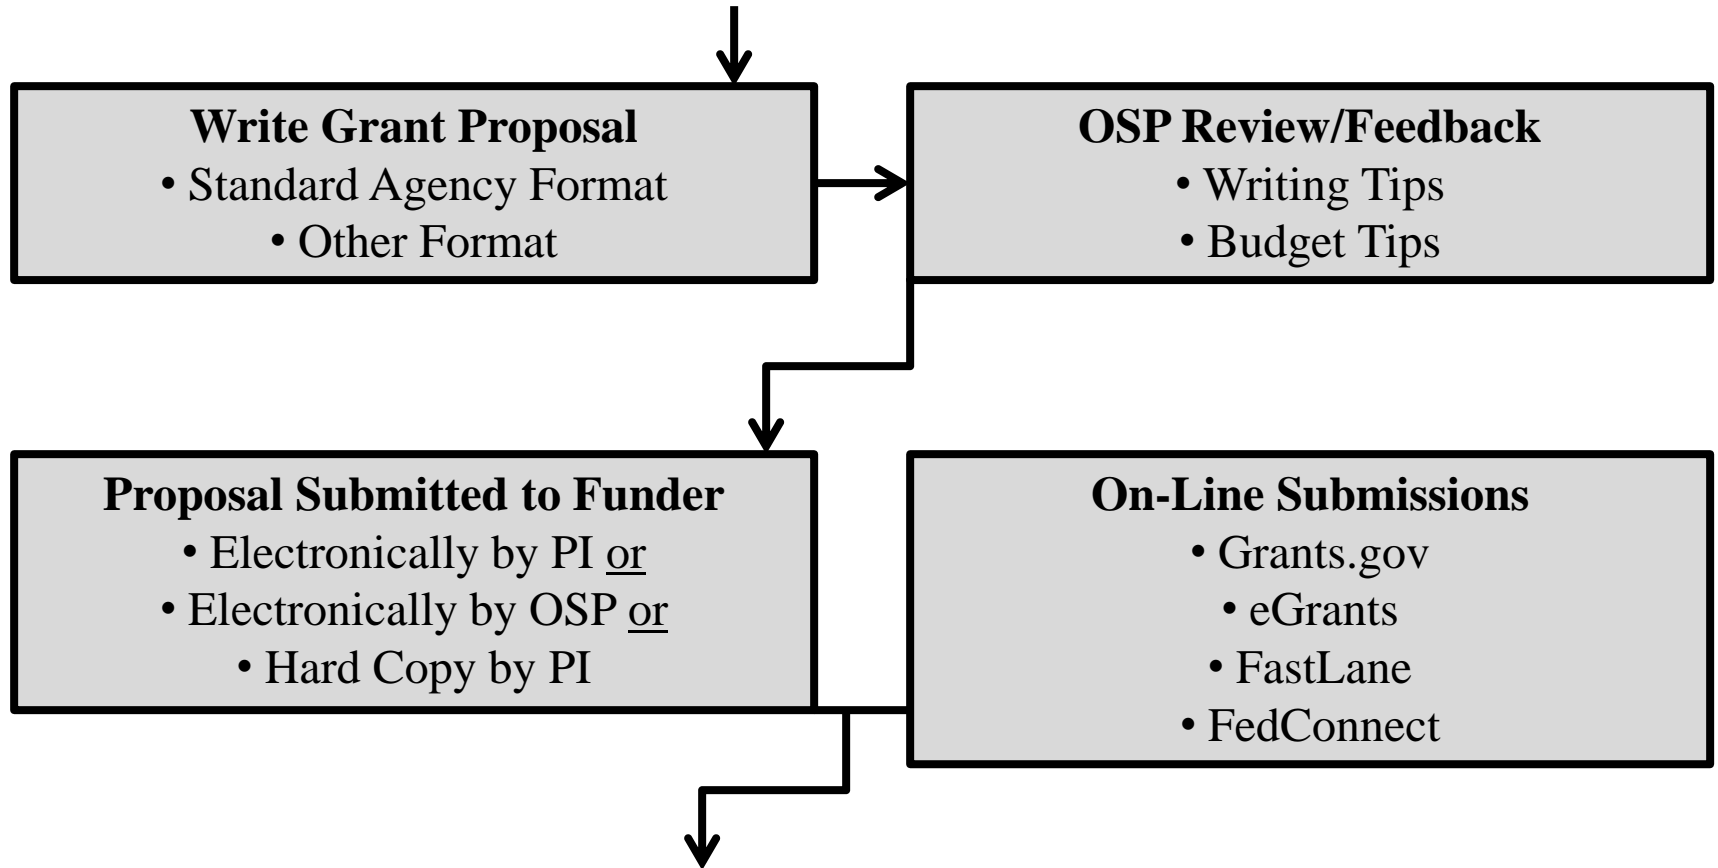 Write Grant Proposal
• Standard Agency Format
• Other Format
OSP Review/Feedback
• Writing Tips
• Budget Tips
Proposal Submitted to Funder
• Electronically by PI or
• Electronically by OSP or
• Hard Copy by PI
On-Line Submissions
• Grants.gov
• eGrants
• FastLane
• FedConnect